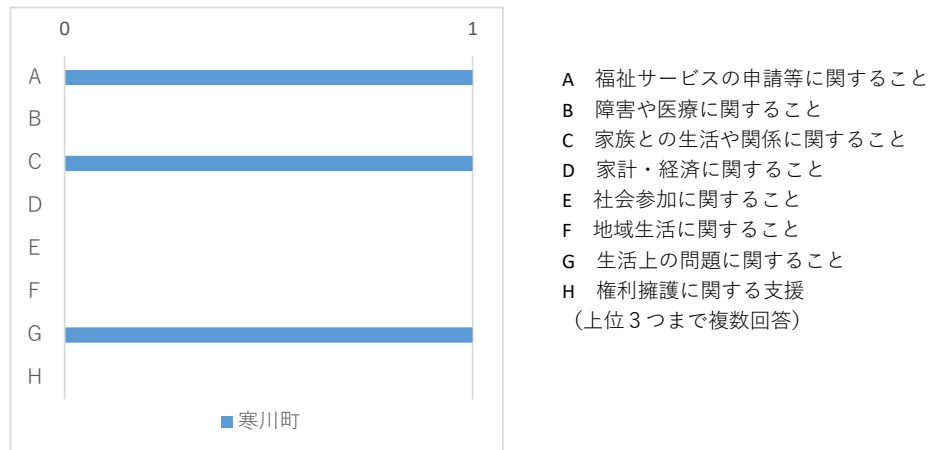 0 1
A
B
C
D
E
F
G
H
寒川町
A 福祉サービスの申請等に関すること
B 障害や医療に関すること
C 家族との生活や関係に関すること
D 家計・経済に関すること
E 社会参加に関すること
F 地域生活に関すること
G 生活上の問題に関すること
H 権利擁護に関する支援
（上位３つまで複数回答）